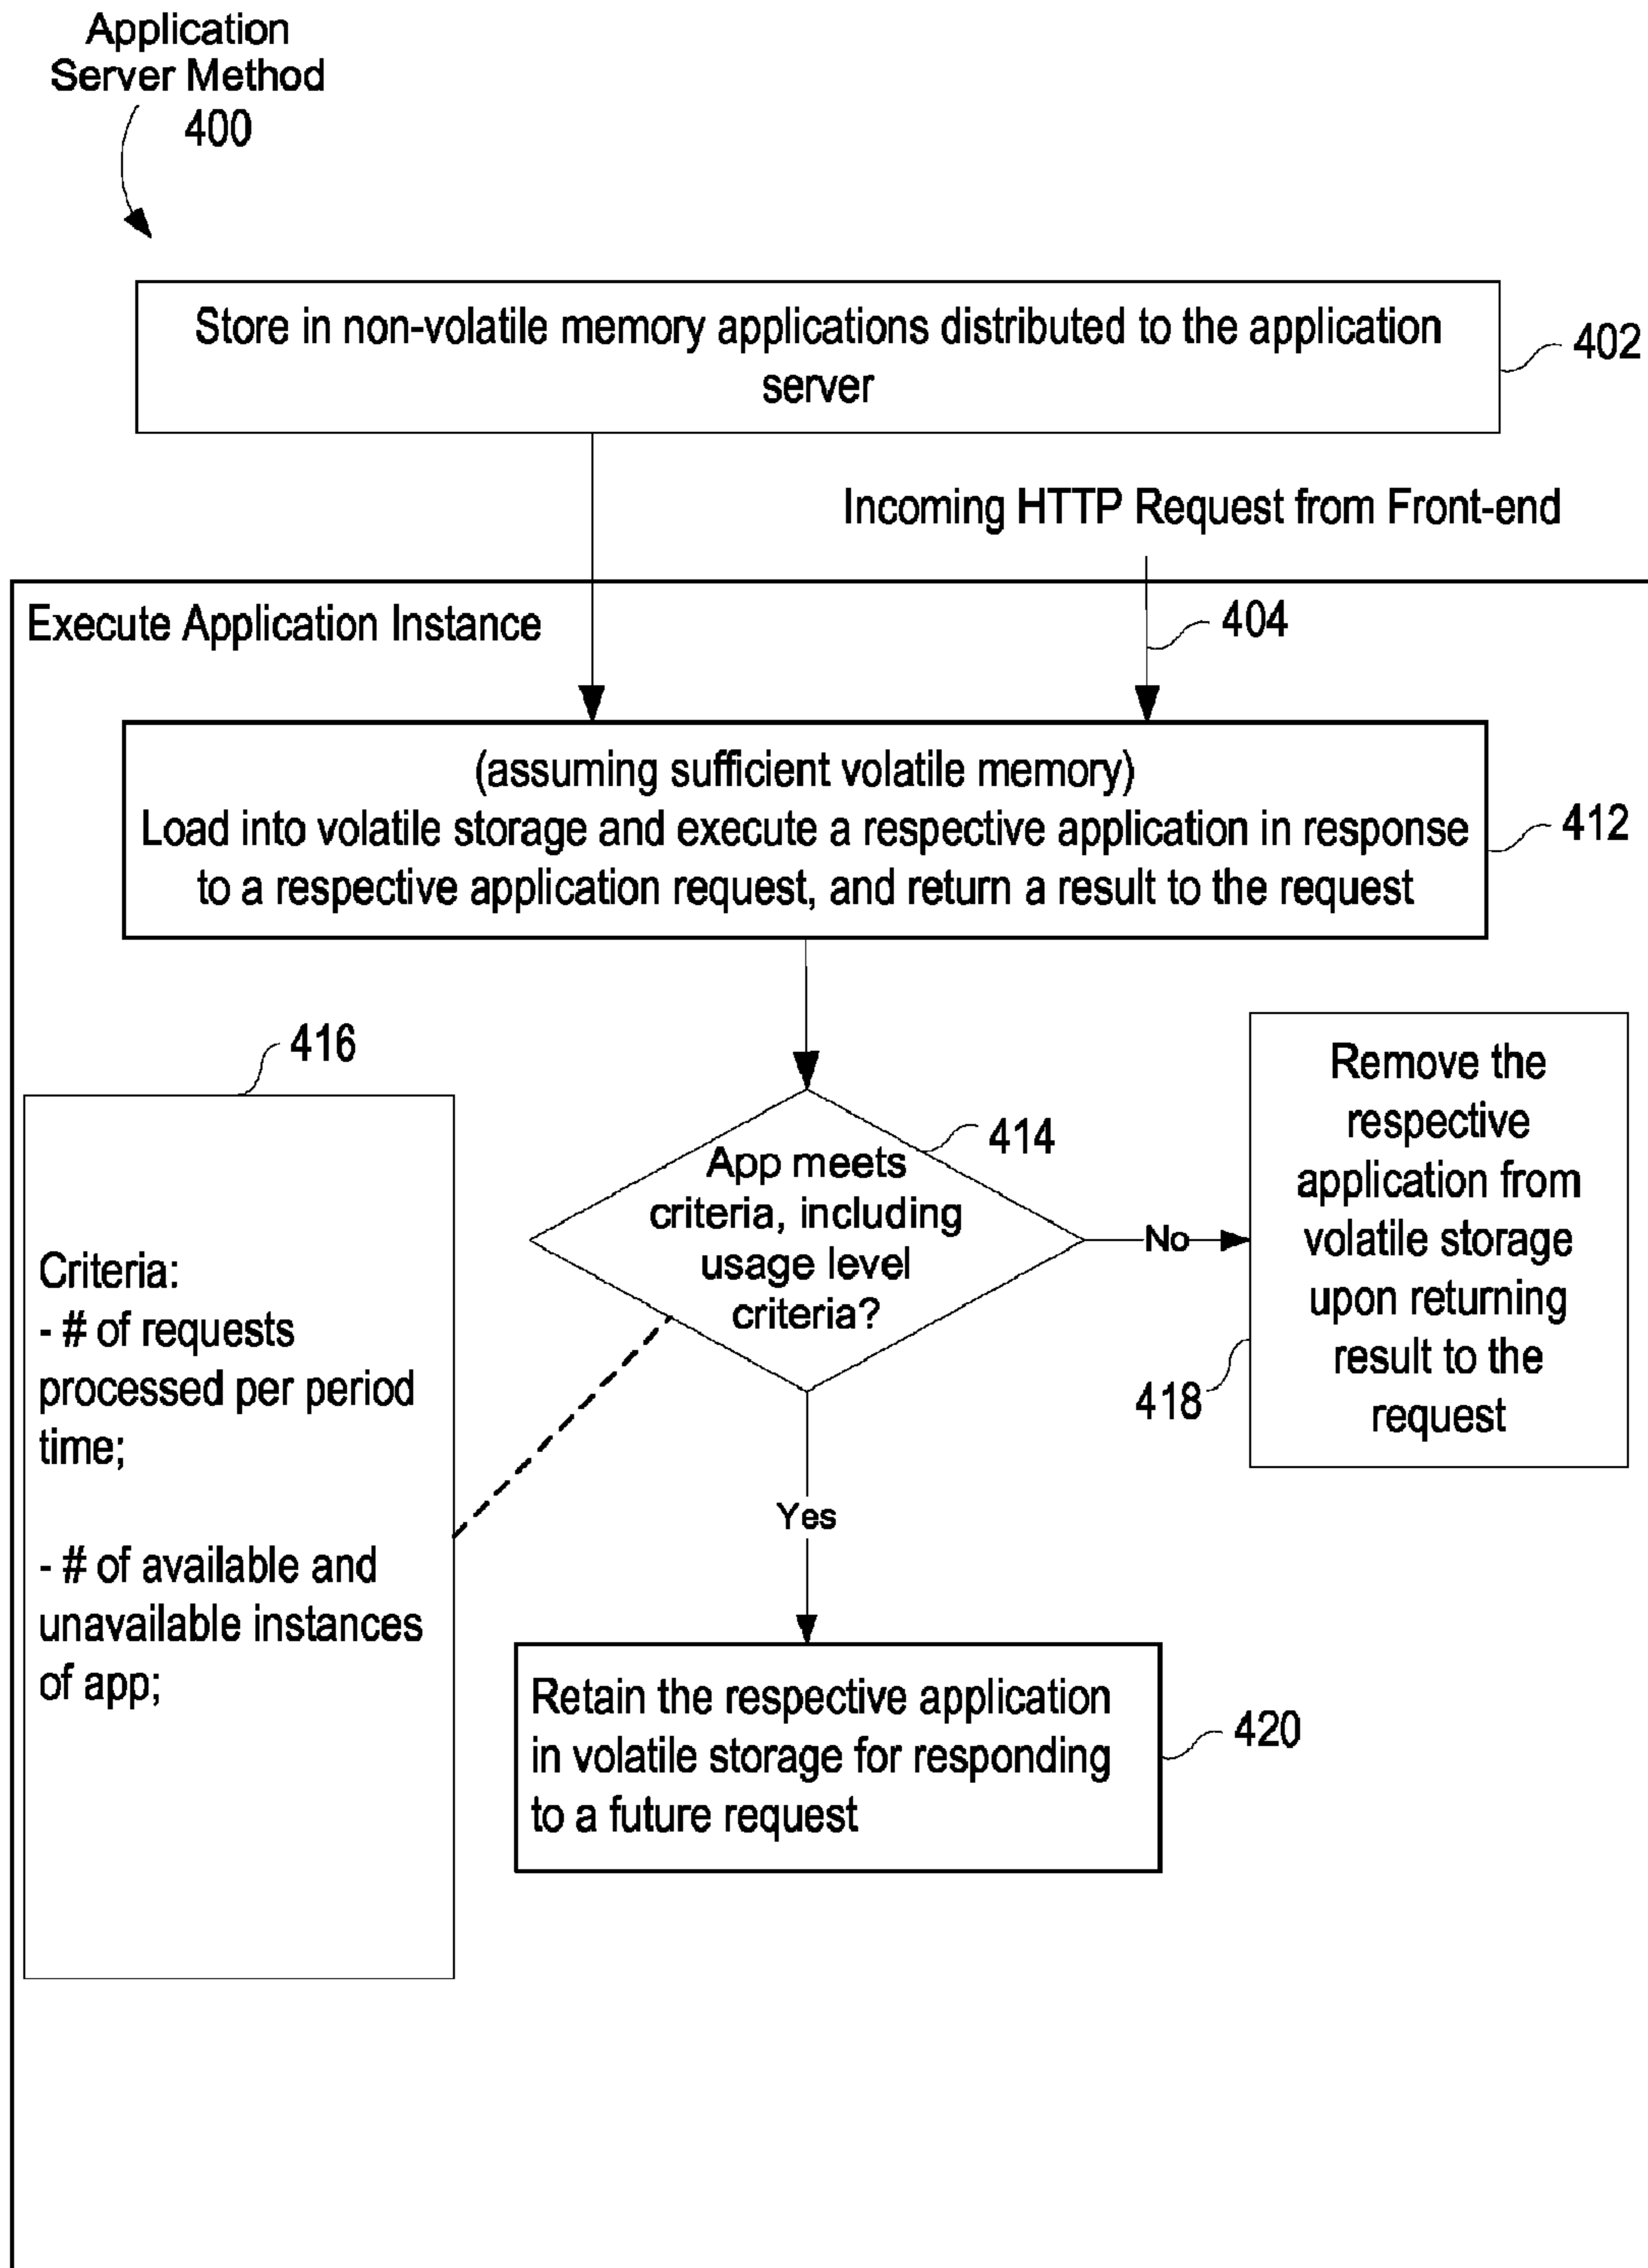 Application
Server Method
400
Store in non-volatile memory applications distributed to the application
server
402
Incoming HTTP Request from Front-end
Execute Application Instance
404
(assuming sufficient volatile memory)
Load into volatile storage and execute a respective application in response
to a respective application request, and return a result to the request
412
416
Criteria:
- # of requests
processed per period
time;
- # of available and
unavailable instances
of app;
App meets
criteria, including
usage level
criteria?
414
No
Remove the
respective
application from
volatile storage
upon returning
result to the
request
418
Yes
Retain the respective application
in volatile storage for responding
to a future request
420